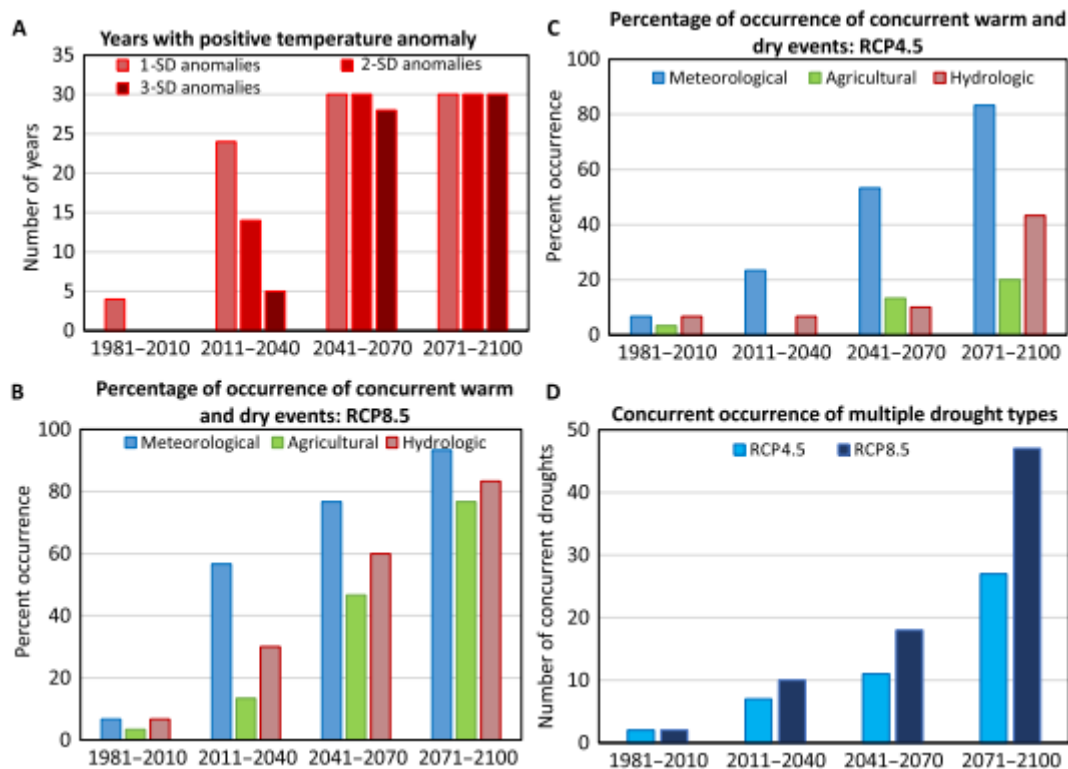 A
Years with positive temperature anomaly
1-SD anomalies
2-SD anomalies
3-SD anomalies
Number of years
35
30
25
20
15
10
5
0
1981–2010
2011–2040
2041–2070
2071–2100
B
Percentage of occurrence of concurrent warm
and dry events: RCP8.5
Meteorological
Agricultural
Hydrologic
Percent occurrence
100
80
60
40
20
0
1981–2010
2011–2040
2041–2070
2071–2100
C
Percentage of occurrence of concurrent warm and
dry events: RCP4.5
Meteorological
Agricultural
Hydrologic
Percent occurrence
100
80
60
40
20
0
1981–2010
2011–2040
2041–2070
2071–2100
D
Concurrent occurrence of multiple drought types
RCP4.5
RCP8.5
Number of concurrent droughts
50
40
30
20
10
0
1981–2010
2011–2040
2041–2070
2071–2100